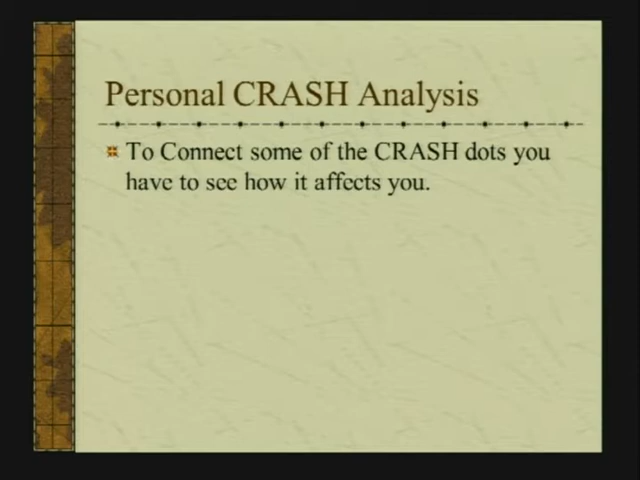 Personal CRASH Analysis
To Connect some of the CRASH dots you
have to see how it affects you.